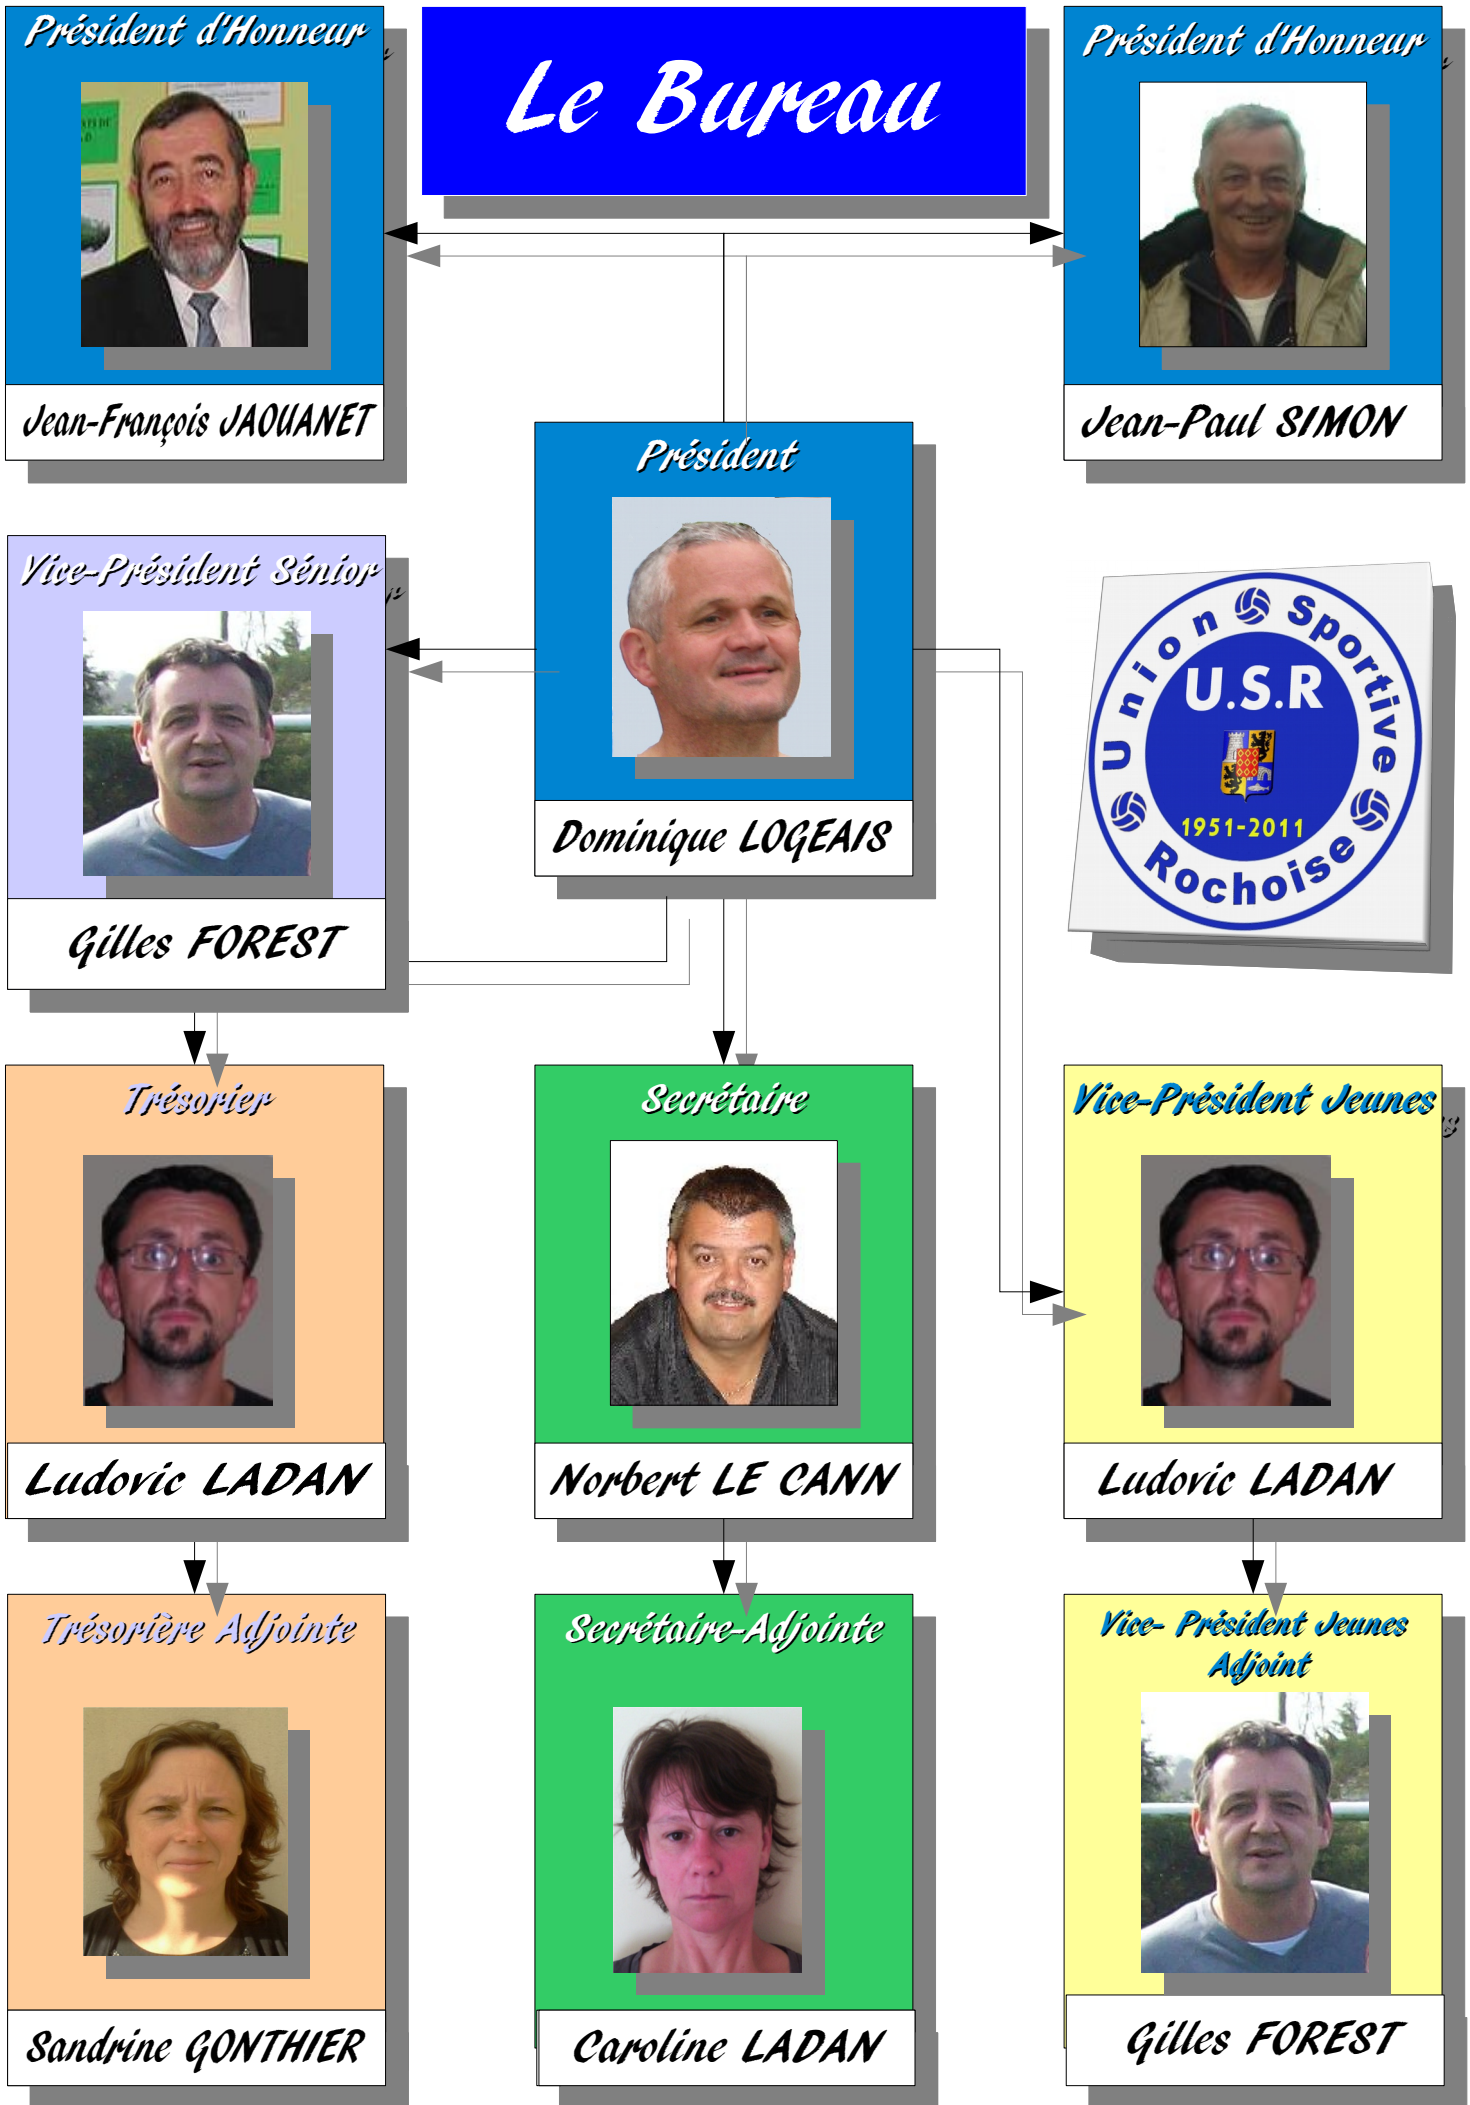 Président d'Honneur
Le Bureau
Président d'Honneur
Jean-François JAOUANET
Jean-Paul SIMON
Président
Vice-Président Sénior
Union Sportive
U.S.R
1951-2011
Rochoise
Dominique LOGEAIS
Gilles FOREST
Trésorier
Secrétaire
Vice-Président Jeunes
Ludovic LADAN
Norbert LE CANN
Ludovic LADAN
Trésorière Adjointe
Secrétaire-Adjointe
Vice- Président Jeunes
Adjoint
Sandrine GONTHIER
Caroline LADAN
Gilles FOREST